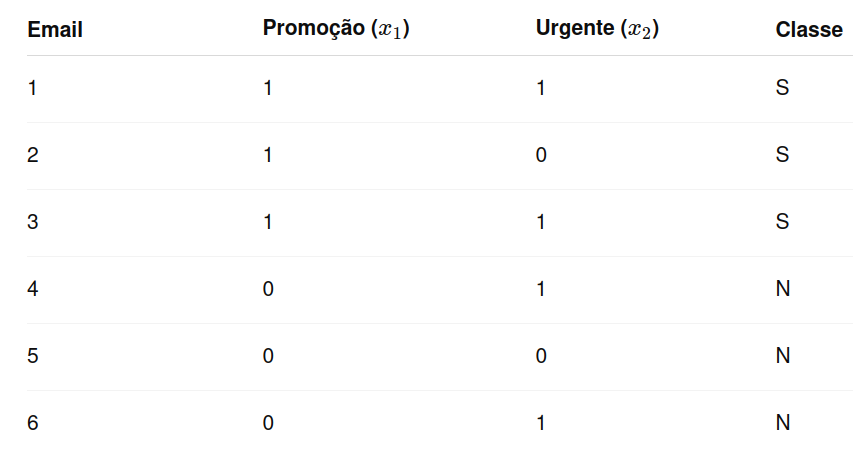 Email Promoção (x₁) Urgente (x₂) Classe
1 1 1 S
2 1 0 S
3 1 1 S
4 0 1 N
5 0 0 N
6 0 1 N